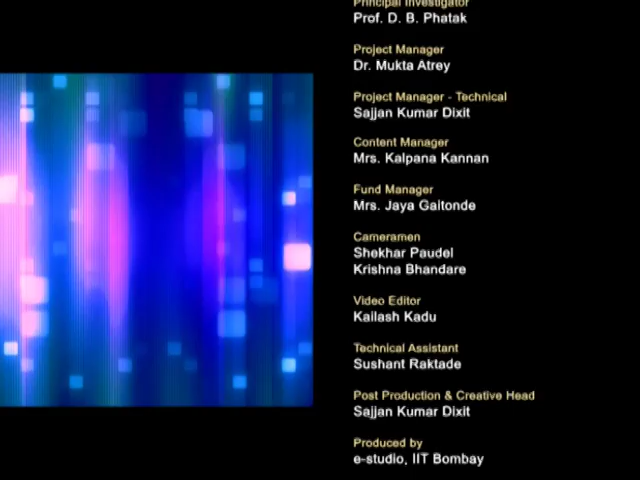 Principal Investigator
Prof. D. B. Phatak
Project Manager
Dr. Mukta Atrey
Project Manager - Technical
Sajjan Kumar Dixit
Content Manager
Mrs. Kalpana Kannan
Fund Manager
Mrs. Jaya Gaitonde
Cameramen
Shekhar Paudel
Krishna Bhandare
Video Editor
Kailash Kadu
Technical Assistant
Sushant Raktade
Post Production & Creative Head
Sajjan Kumar Dixit
Produced by
e-studio, IIT Bombay